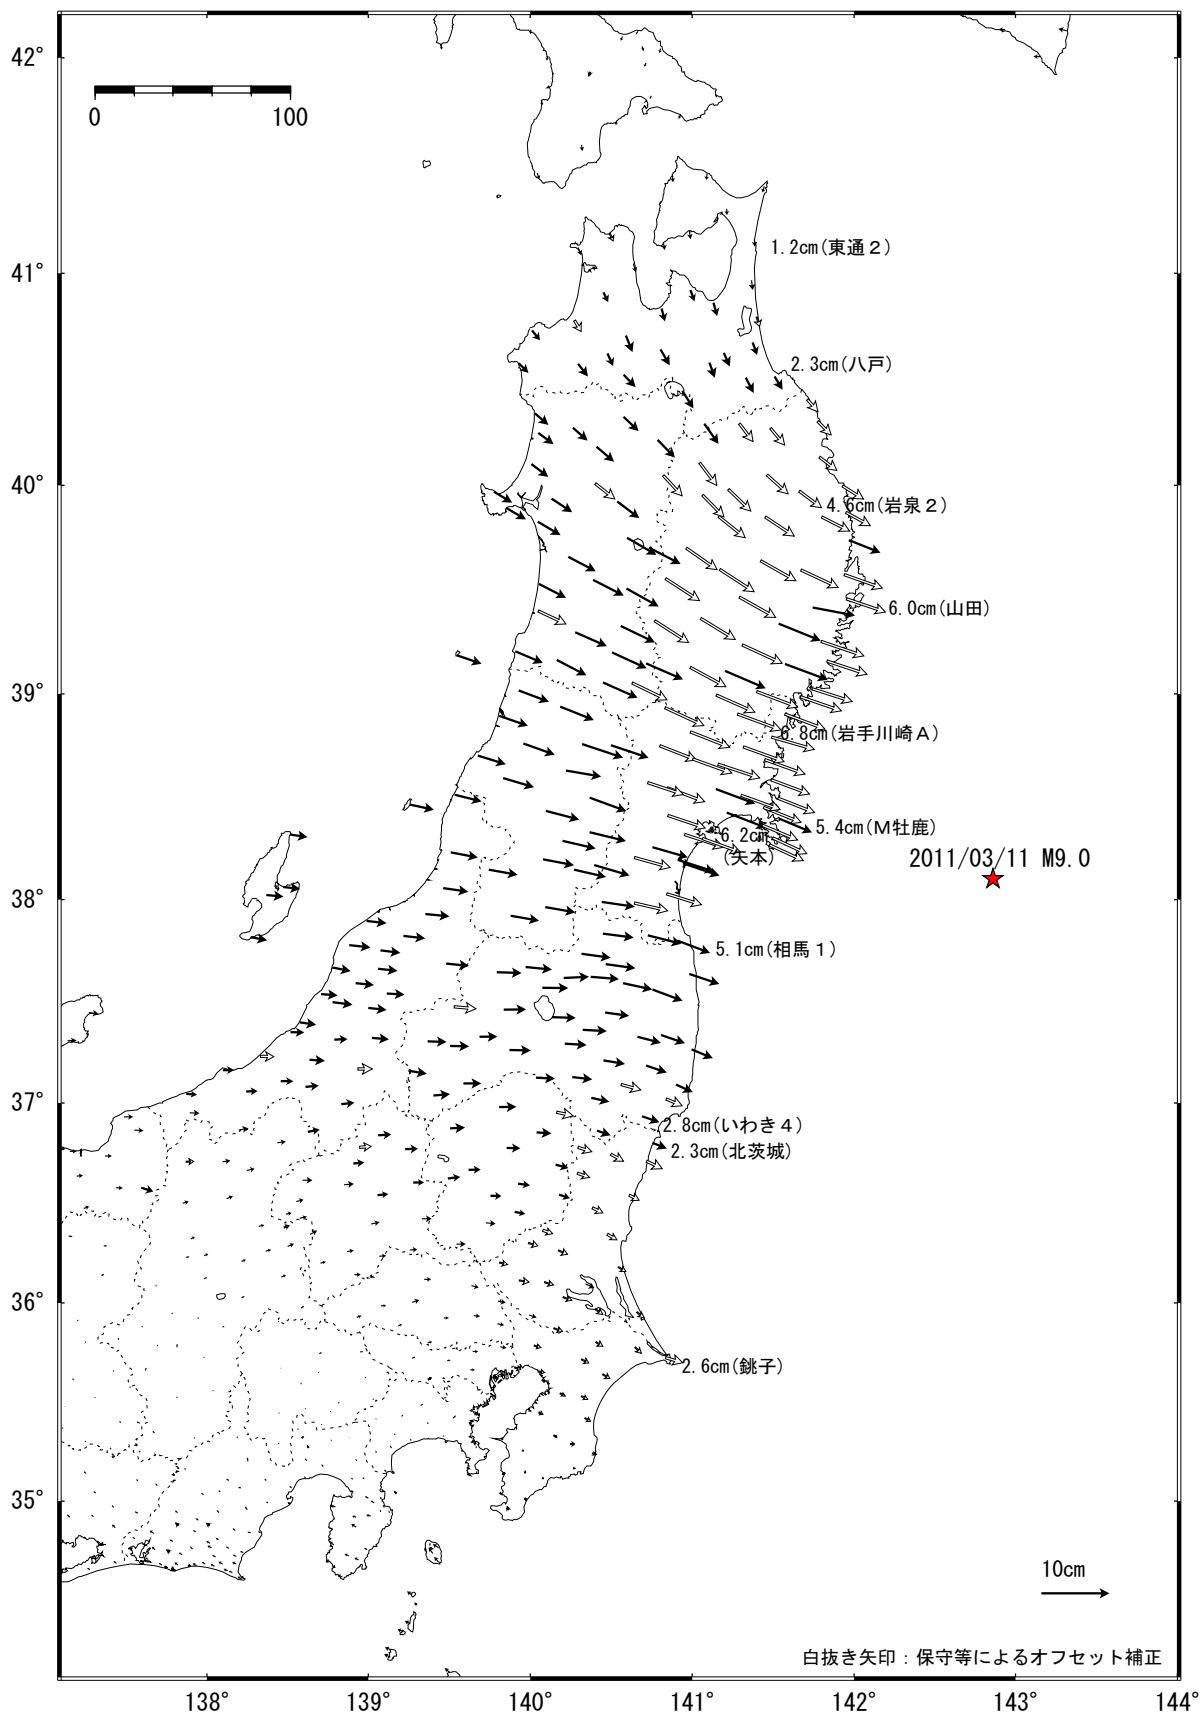 42°
0 100
1.2cm(東通2)
41°
2.3cm(八戸)
40°
4.6cm(岩泉2)
6.0cm(山田)
39°
6.8cm(岩手川崎A)
5.4cm(M牡鹿)
6.2cm
(矢本)
2011/03/11 M9.0
38°
5.1cm(相馬1)
37°
2.8cm(いわき4)
2.3cm(北茨城)
36°
2.6cm(銚子)
35°
10cm
白抜き矢印：保守等によるオフセット補正
138° 139° 140° 141° 142° 143° 144°